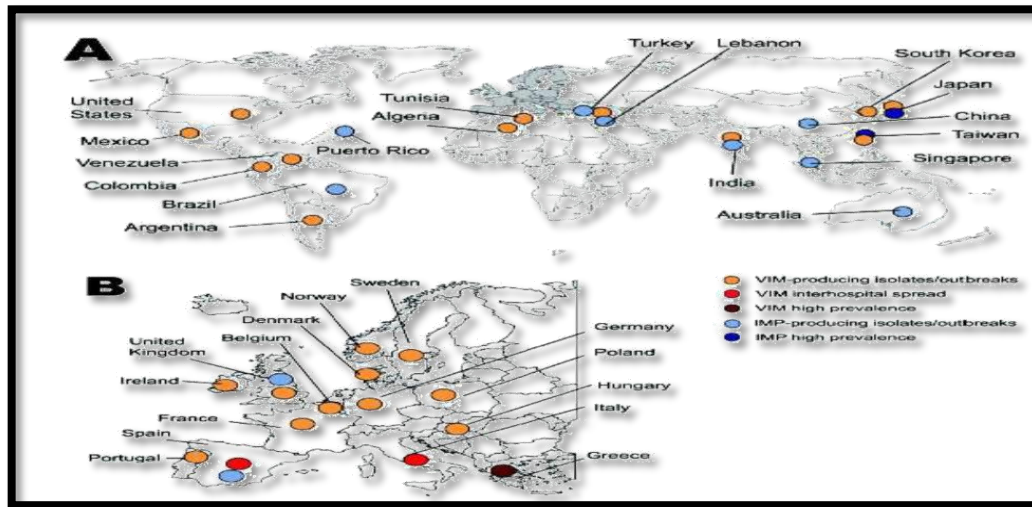 A
Turkey
Lebanon
South Korea
Japan
China
Taiwan
Singapore
India
Australia
Tunisia
Algeria
United
States
Mexico
Puerto Rico
Venezuela
Colombia
Brazil
Argentina
B
Sweden
Norway
Denmark
Belgium
United
Kingdom
Ireland
France
Spain
Portugal
Germany
Poland
Hungary
Italy
Greece
VIM-producing isolates/outbreaks
VIM interhospital spread
VIM high prevalence
IMP-producing isolates/outbreaks
IMP high prevalence